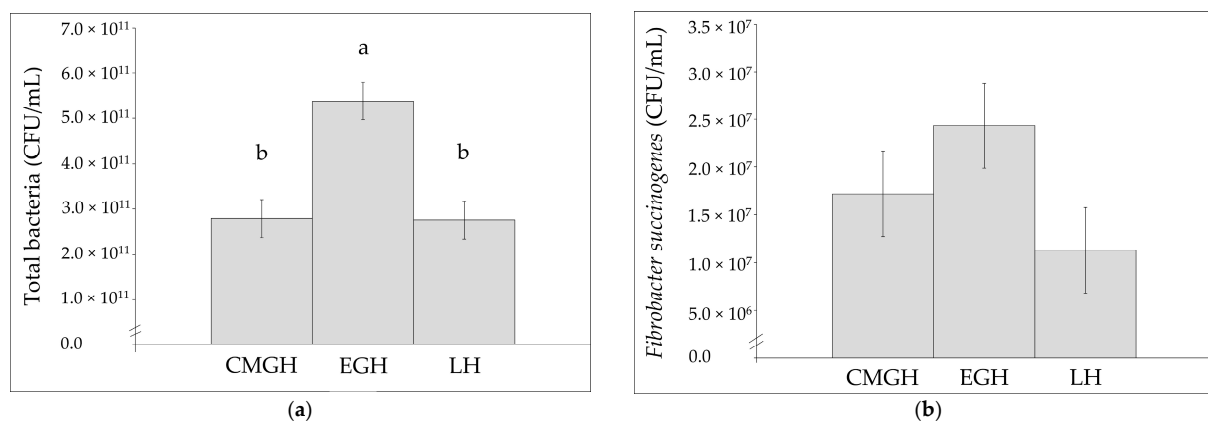 Total bacteria (CFU/mL)
7.0 × 10¹¹
6.0 × 10¹¹
5.0 × 10¹¹
4.0 × 10¹¹
3.0 × 10¹¹
2.0 × 10¹¹
1.0 × 10¹¹
0.0
b
a
b
CMGH EGH LH
(a)
Fibrobacter succinogenes (CFU/mL)
3.5 × 10⁷
3.0 × 10⁷
2.5 × 10⁷
2.0 × 10⁷
1.5 × 10⁷
1.0 × 10⁷
5.0 × 10⁶
0.0
CMGH EGH LH
(b)